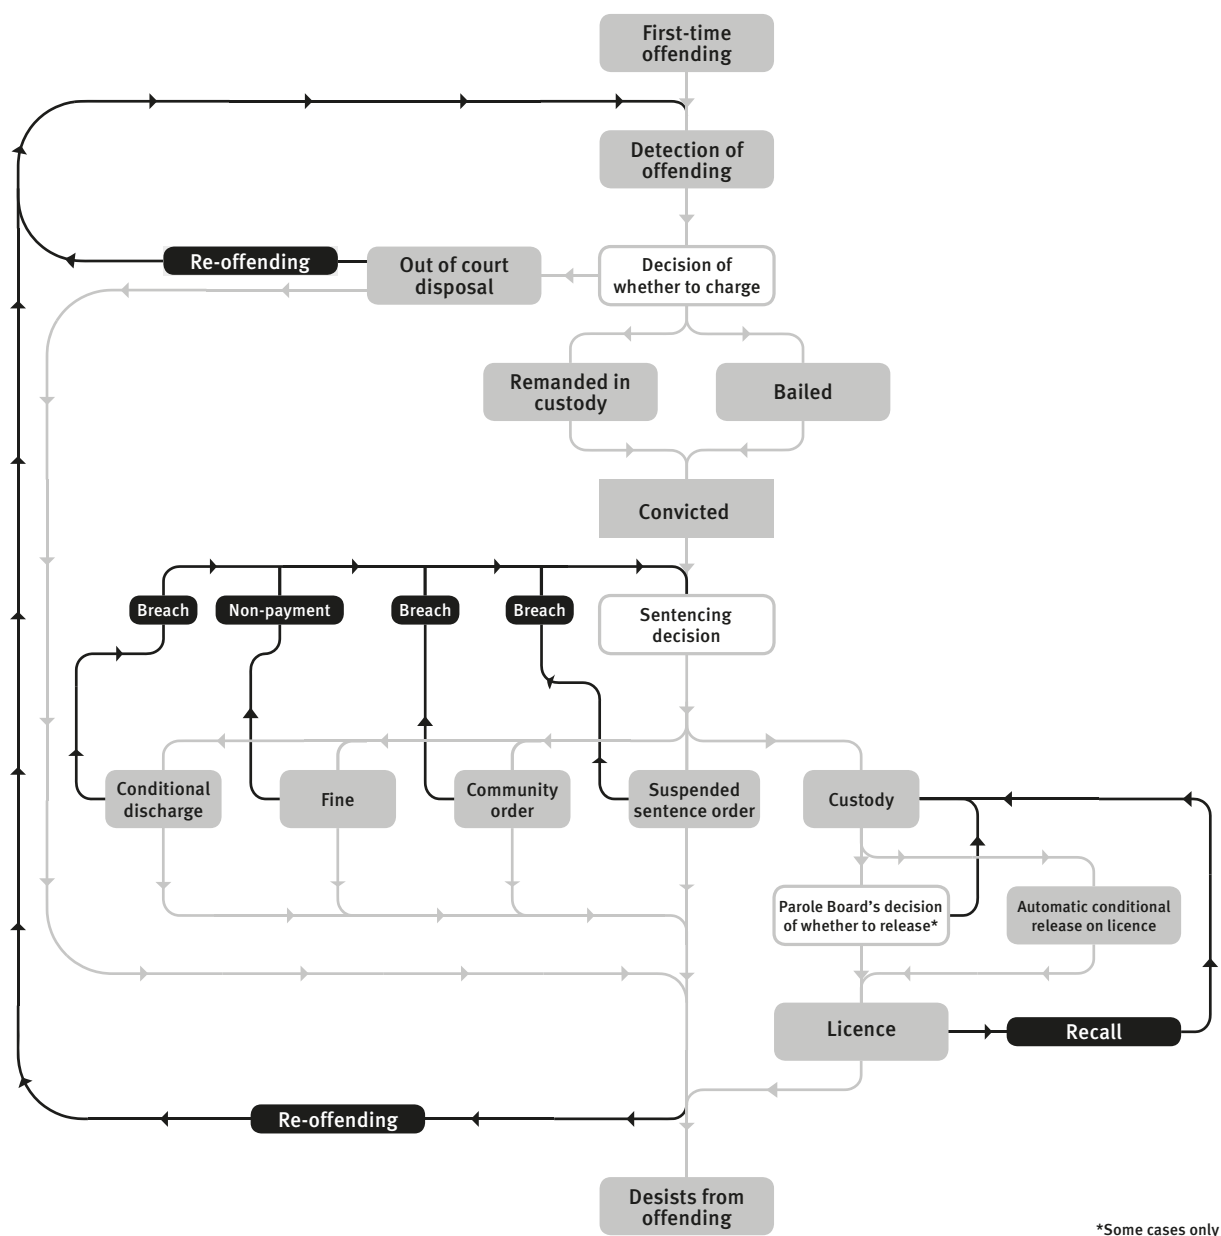 First-time
offending
Detection of
offending
Re-offending
Out of court
disposal
Decision of
whether to charge
Remanded in
custody
Bailed
Convicted
Breach
Non-payment
Breach
Breach
Sentencing
decision
Conditional
discharge
Fine
Community
order
Suspended
sentence order
Custody
Parole Board’s decision
of whether to release*
Automatic conditional
release on licence
Licence
Recall
Re-offending
Desists from
offending
*Some cases only